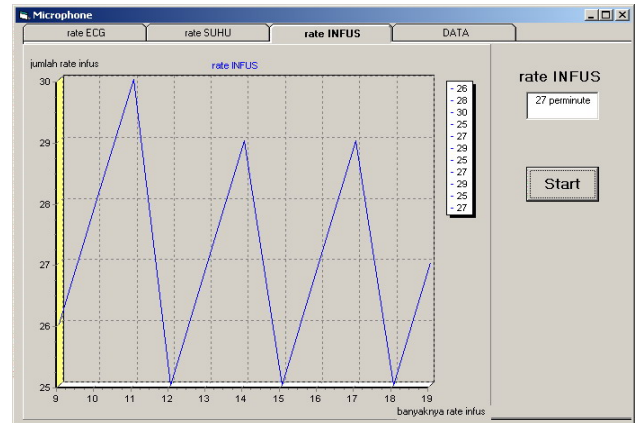 Microphone
rate ECG
rate SUHU
rate INFUS
DATA
jumlah rate infus
rate INFUS
30
29
28
27
26
25
9 10 11 12 13 14 15 16 17 18 19
banyaknya rate infus
- 26
- 28
- 30
- 25
- 27
- 29
- 25
- 27
- 29
- 25
- 27
rate INFUS
27 perminute
Start